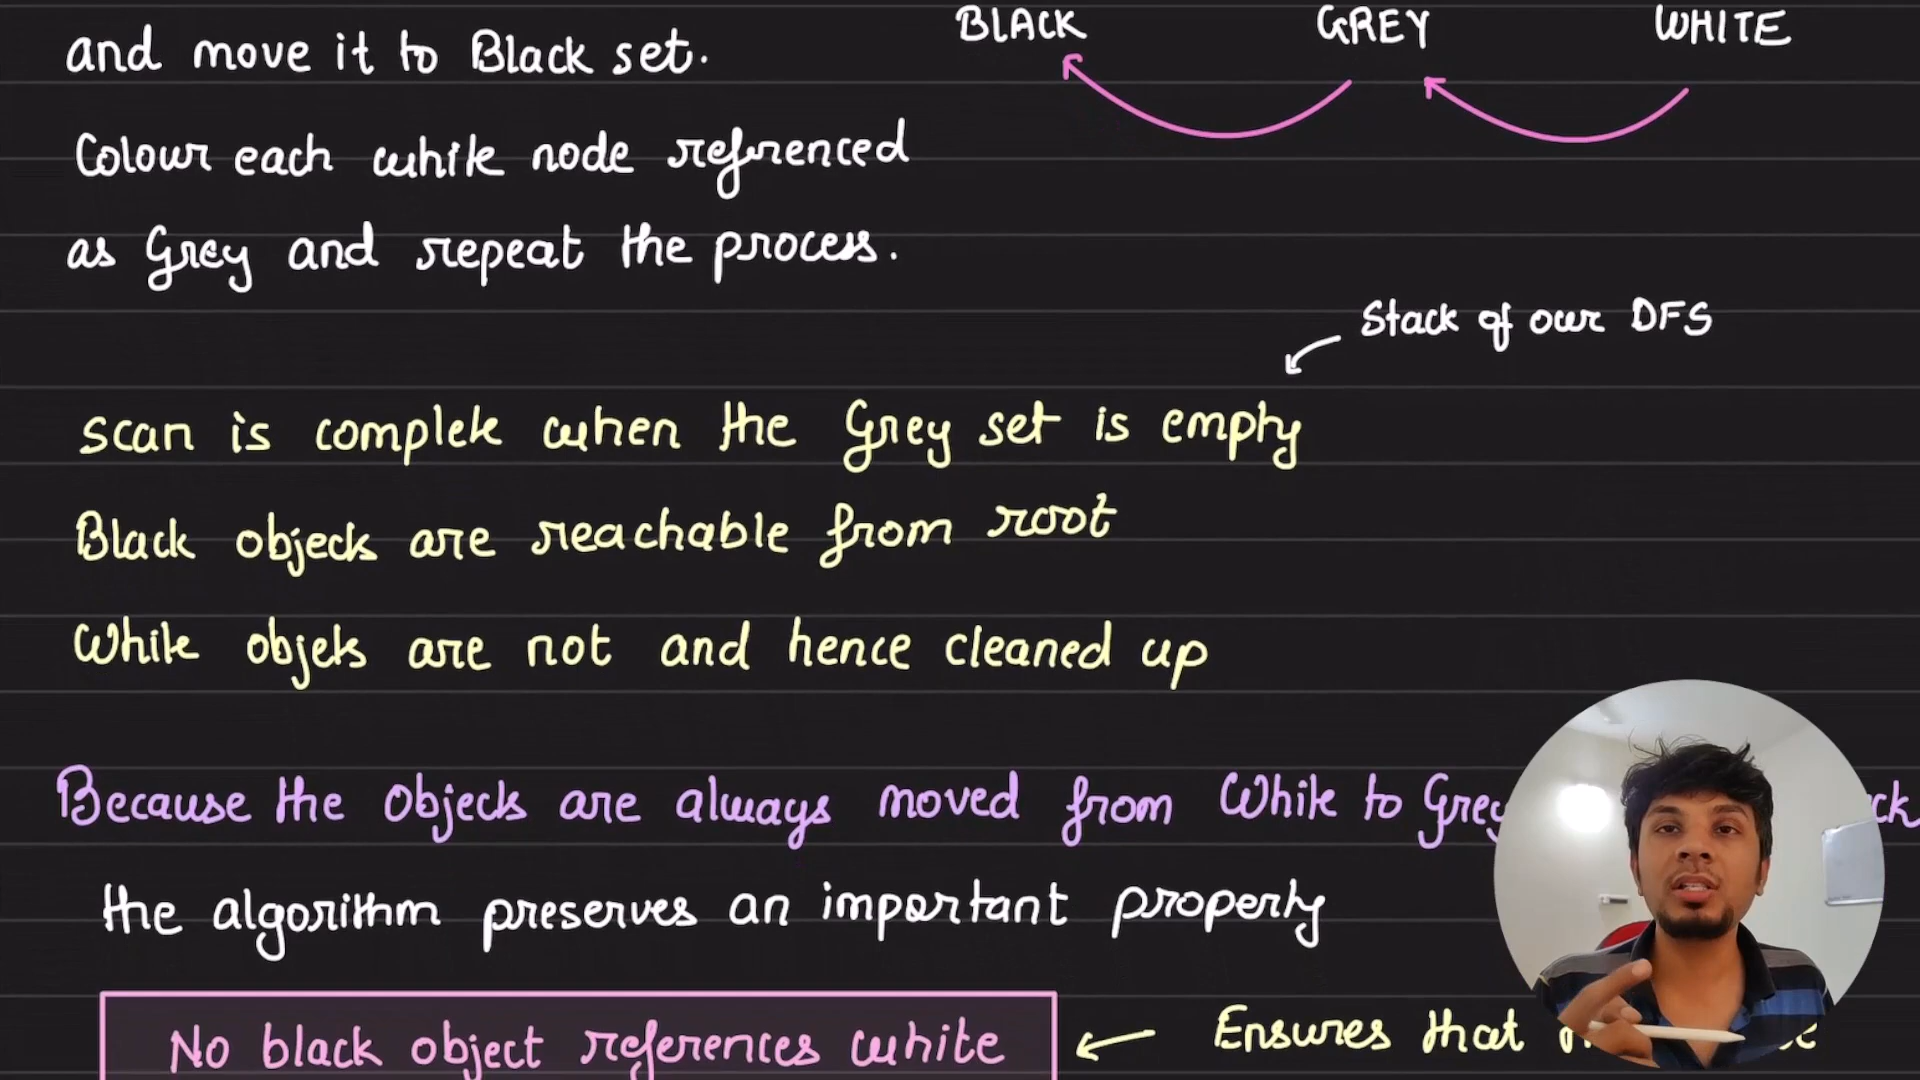 BLACK GREY WHITE
and move it to Black set.
Colour each white node referenced
as Grey and repeat the process.
Stack of our DFS
scan is complete when the Grey set is empty
Black objects are reachable from root
White objets are not and hence cleaned up
Because the objects are always moved from White to Grey
the algorithm preserves an important property
No black object references white
Ensures that